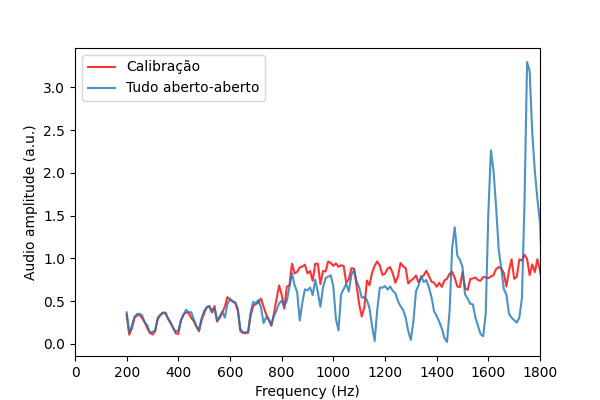 Calibração
Tudo aberto-aberto
Audio amplitude (a.u.)
3.0
2.5
2.0
1.5
1.0
0.5
0.0
0 200 400 600 800 1000 1200 1400 1600 1800
Frequency (Hz)